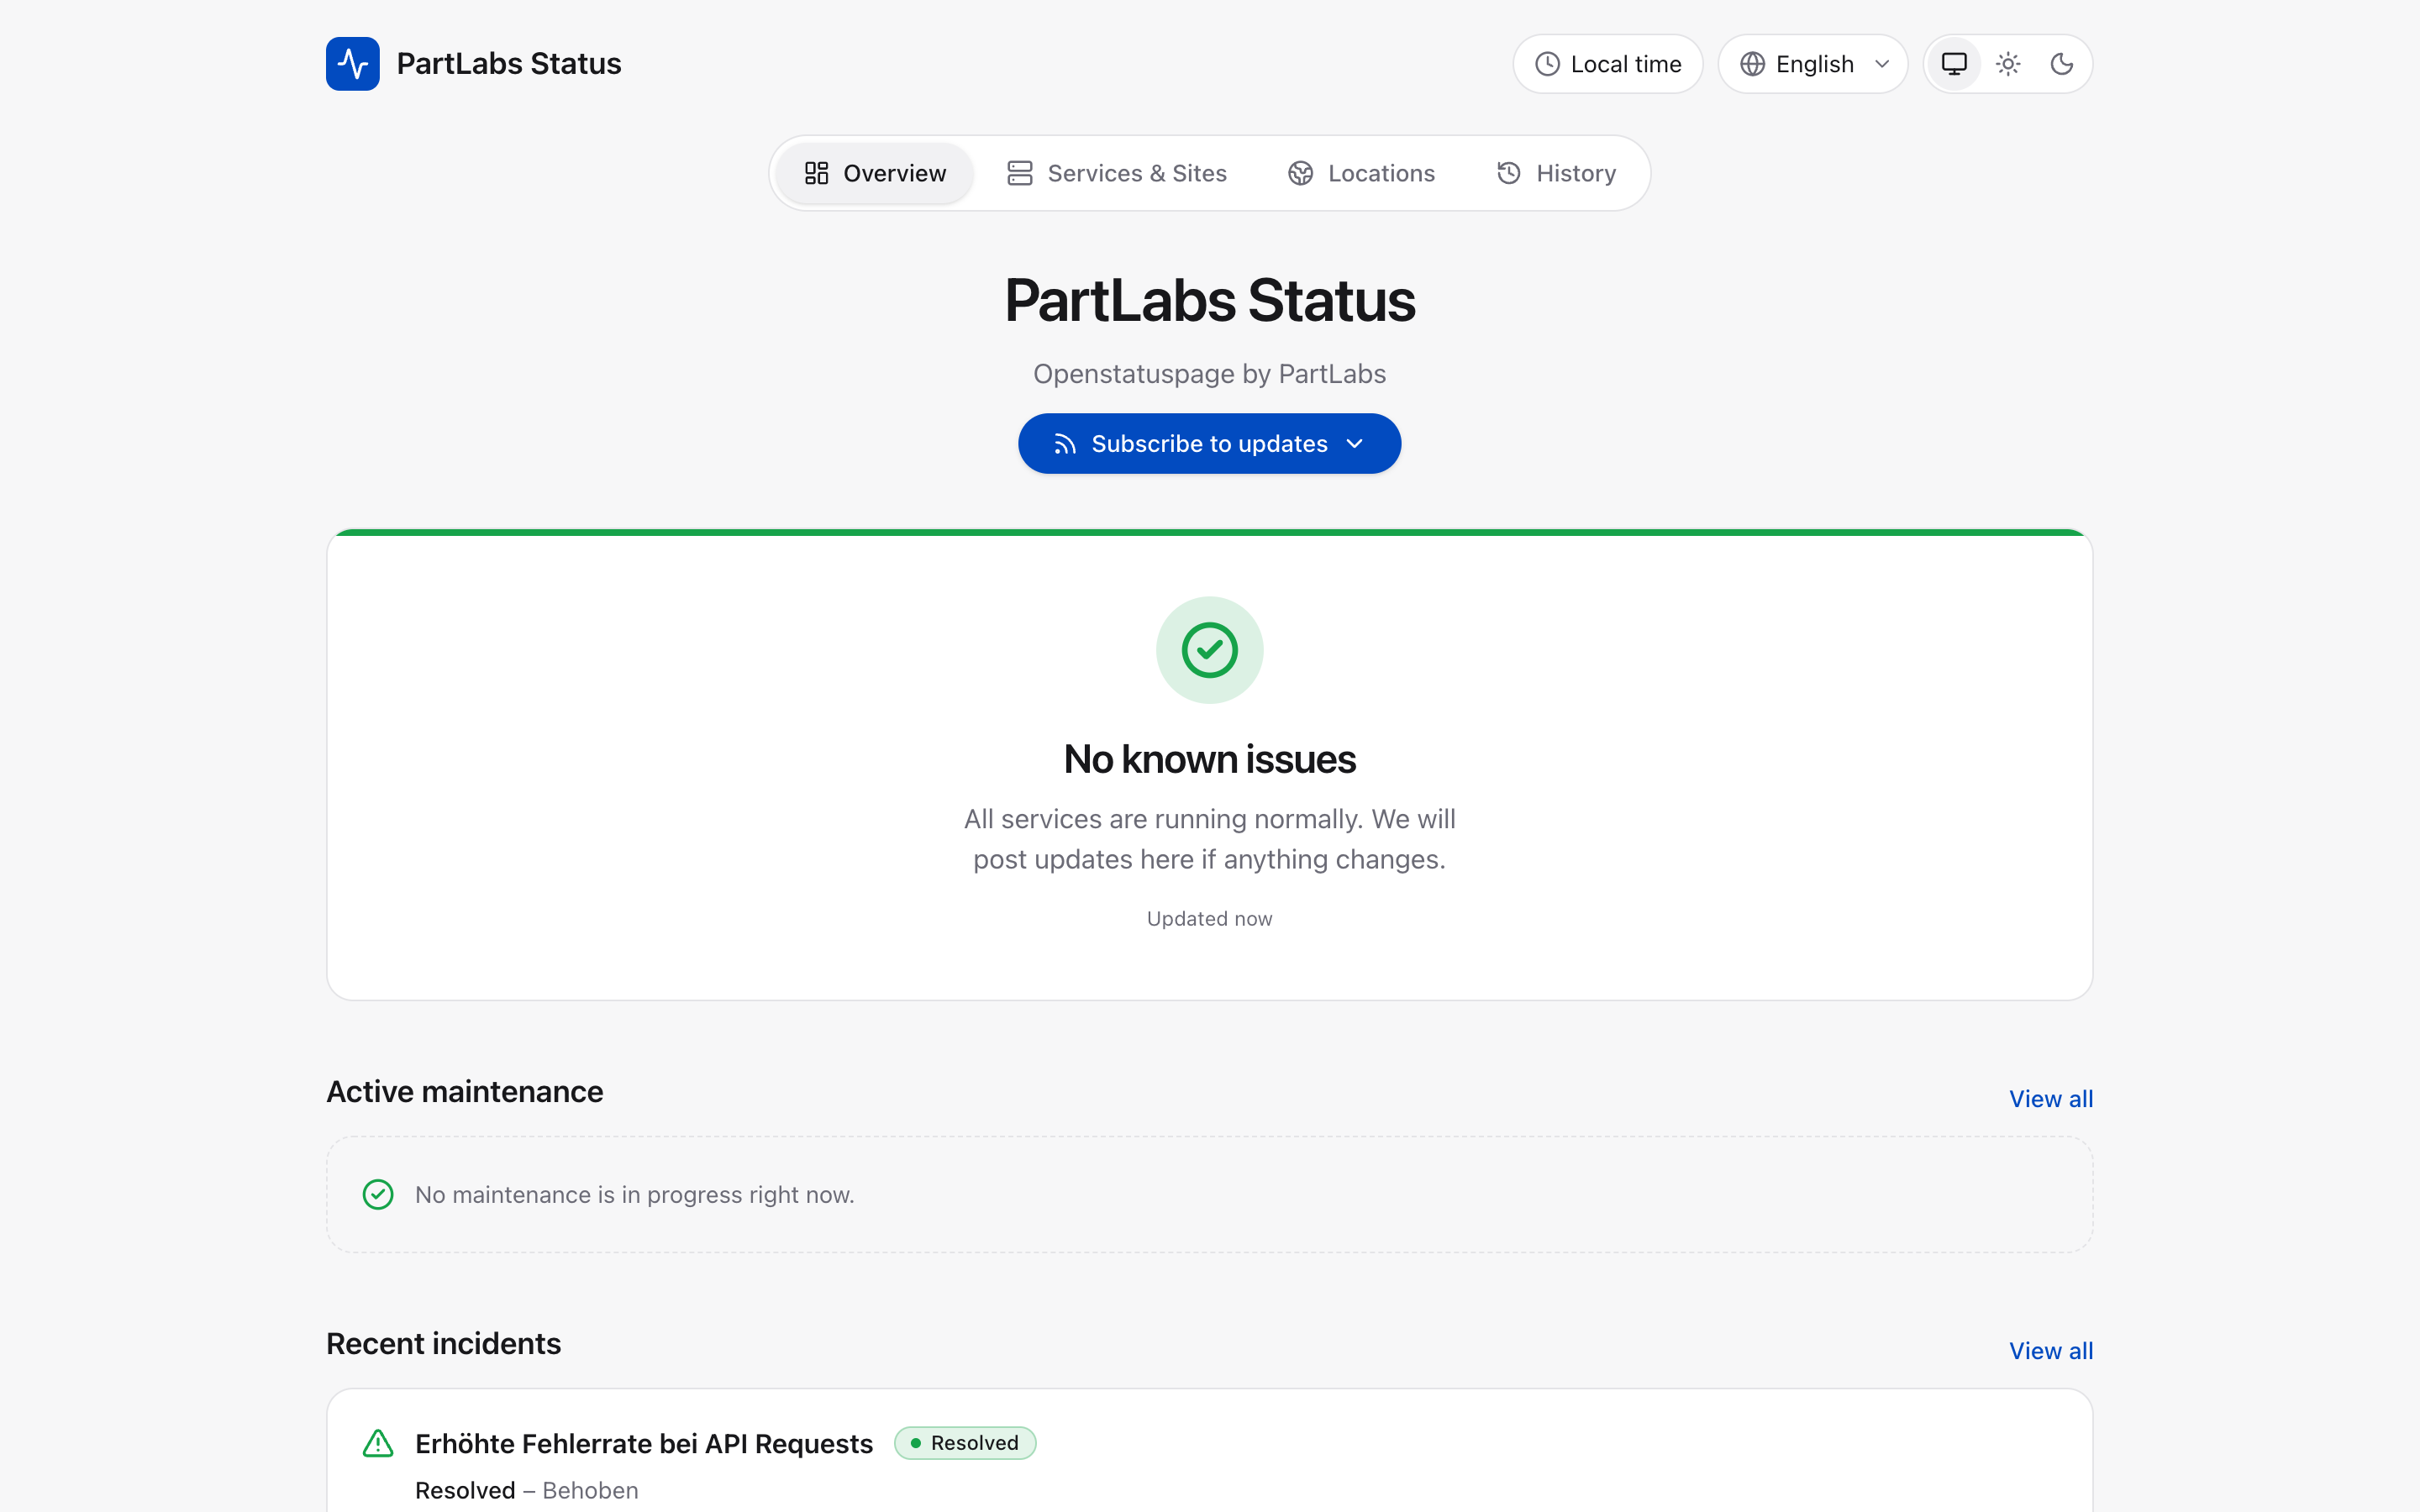 PartLabs Status
Local time
English
Overview
Services & Sites
Locations
History
PartLabs Status
Openstatuspage by PartLabs
Subscribe to updates
No known issues
All services are running normally. We will
post updates here if anything changes.
Updated now
Active maintenance
View all
No maintenance is in progress right now.
Recent incidents
View all
Erhöhte Fehlerrate bei API Requests
Resolved
Resolved – Behoben